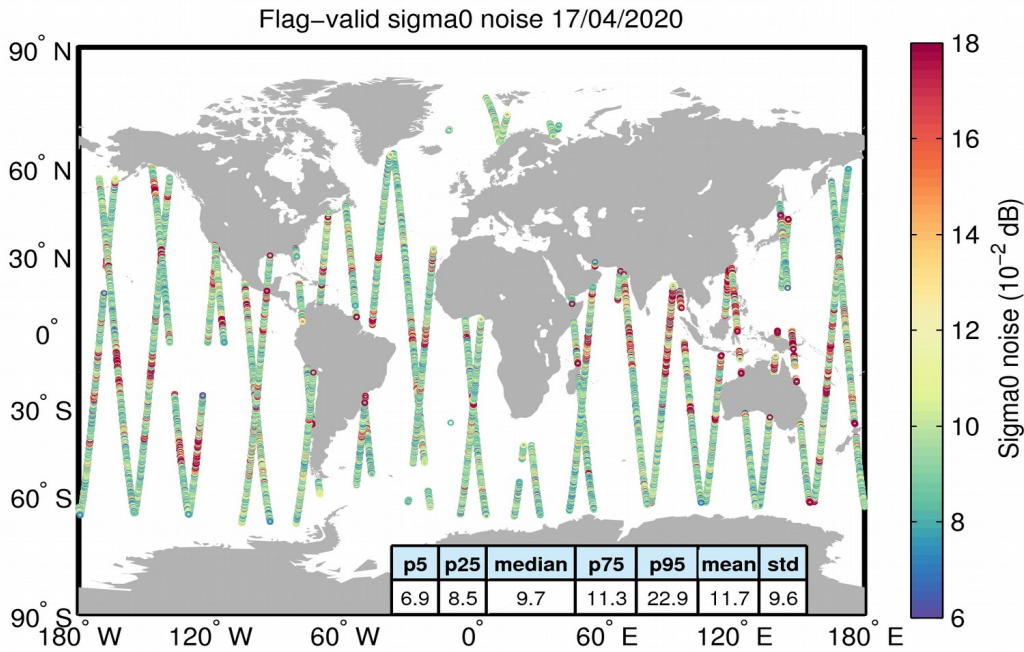 Flag-valid sigma0 noise 17/04/2020
90° N
60° N
30° N
0°
30° S
60° S
90° S
180° W
120° W
60° W
0°
60° E
120° E
180° E
p5 p25 median p75 p95 mean std
6.9 8.5 9.7 11.3 22.9 11.7 9.6
18
16
14
12
10
8
6
Sigma0 noise (10⁻² dB)